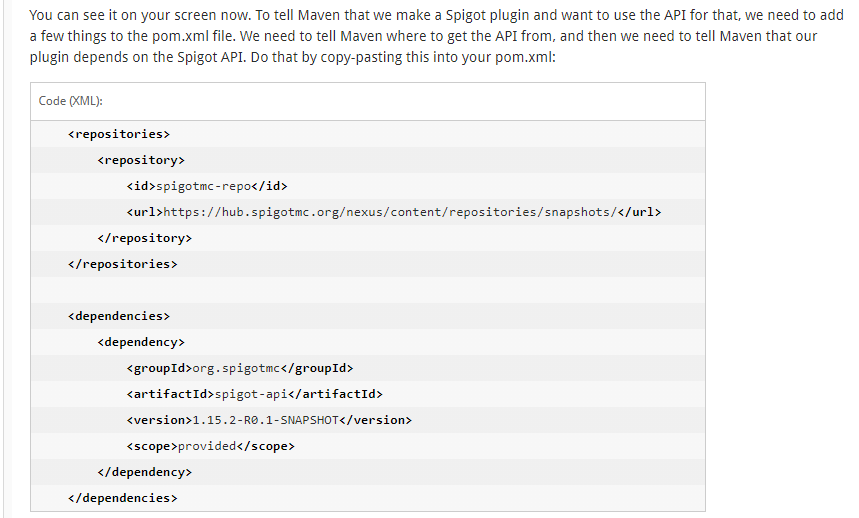 You can see it on your screen now. To tell Maven that we make a Spigot plugin and want to use the API for that, we need to add
a few things to the pom.xml file. We need to tell Maven where to get the API from, and then we need to tell Maven that our
plugin depends on the Spigot API. Do that by copy-pasting this into your pom.xml:
Code (XML):
<repositories>
<repository>
<id>spigotmc-repo</id>
<url>https://hub.spigotmc.org/nexus/content/repositories/snapshots/</url>
</repository>
</repositories>
<dependencies>
<dependency>
<groupId>org.spigotmc</groupId>
<artifactId>spigot-api</artifactId>
<version>1.15.2-R0.1-SNAPSHOT</version>
<scope>provided</scope>
</dependency>
</dependencies>